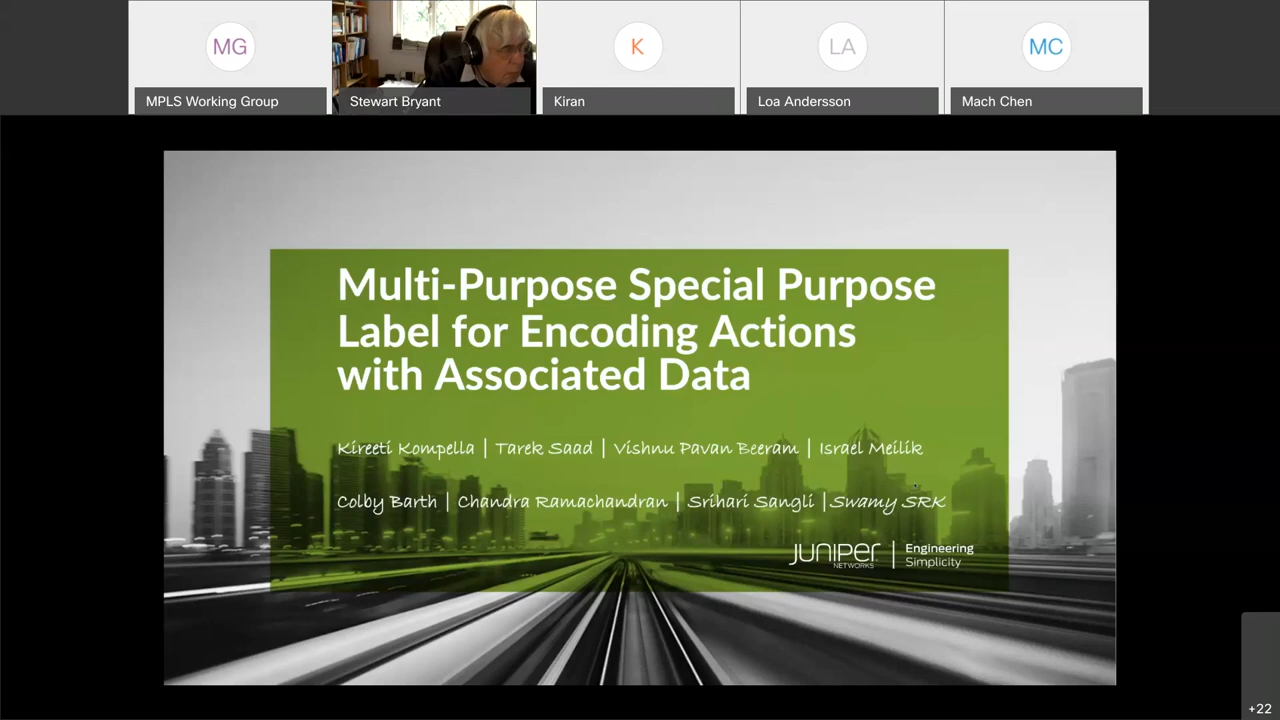 MG
K
LA
MC
MPLS Working Group
Stewart Bryant
Kiran
Loa Andersson
Mach Chen
Multi-Purpose Special Purpose
Label for Encoding Actions
with Associated Data
Kireeti Kompella | Tarek Saad | Vishnu Pavan Beeram | Israel Meilik
Colby Barth | Chandra Ramachandran | Srihari Sangli | Swamy SRK
JUNIPER
NETWORKS
Engineering
Simplicity
+22